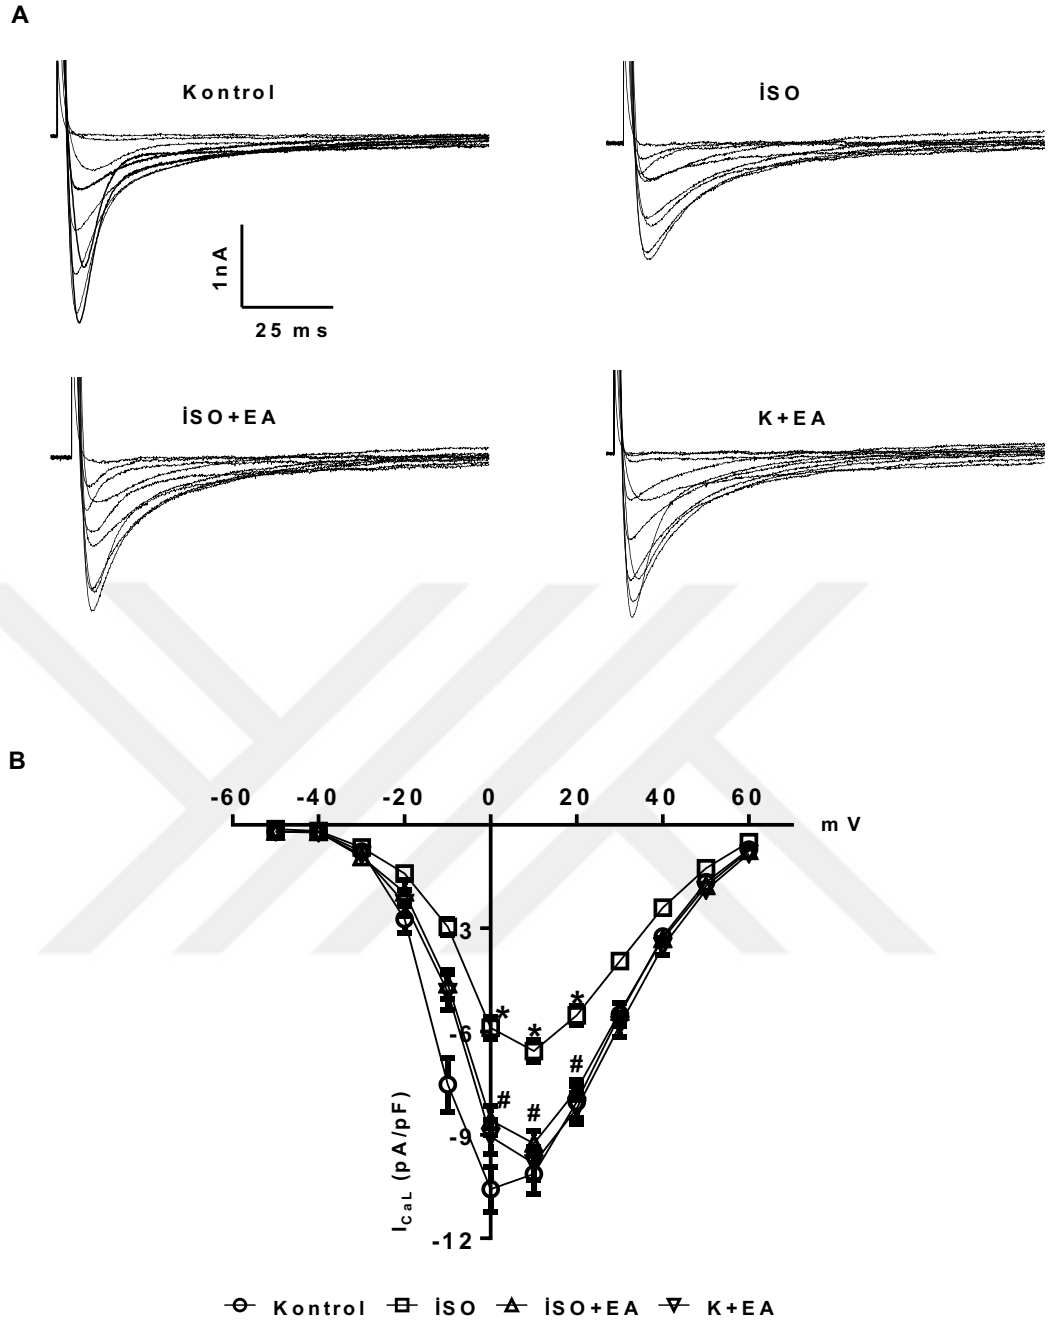 A
Kontrol
İSO
1nA
25 ms
İSO+EA
K+EA
B
-60 -40 -20 0 20 40 60
mV
-3
-6
-9
-12
I_CaL (pA/pF)
* * *
# # #
Kontrol İSO İSO+EA K+EA